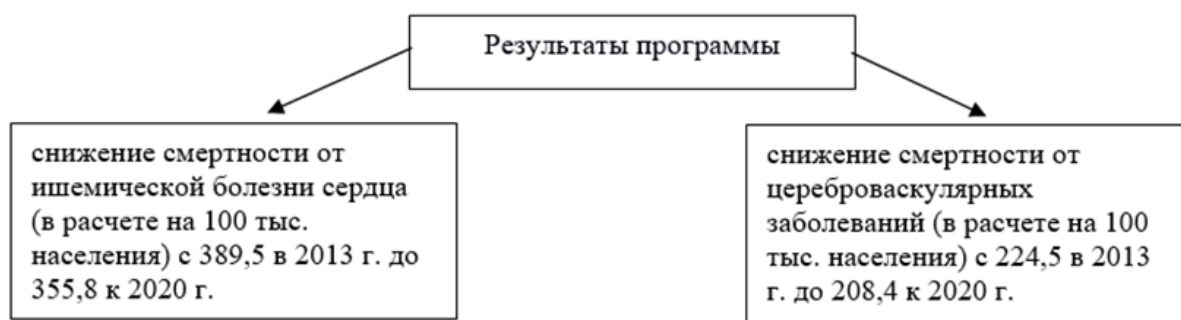 Результаты программы
снижение смертности от
ишемической болезни сердца
(в расчете на 100 тыс.
населения) с 389,5 в 2013 г. до
355,8 к 2020 г.
снижение смертности от
цереброваскулярных
заболеваний (в расчете на 100
тыс. населения) с 224,5 в 2013
г. до 208,4 к 2020 г.